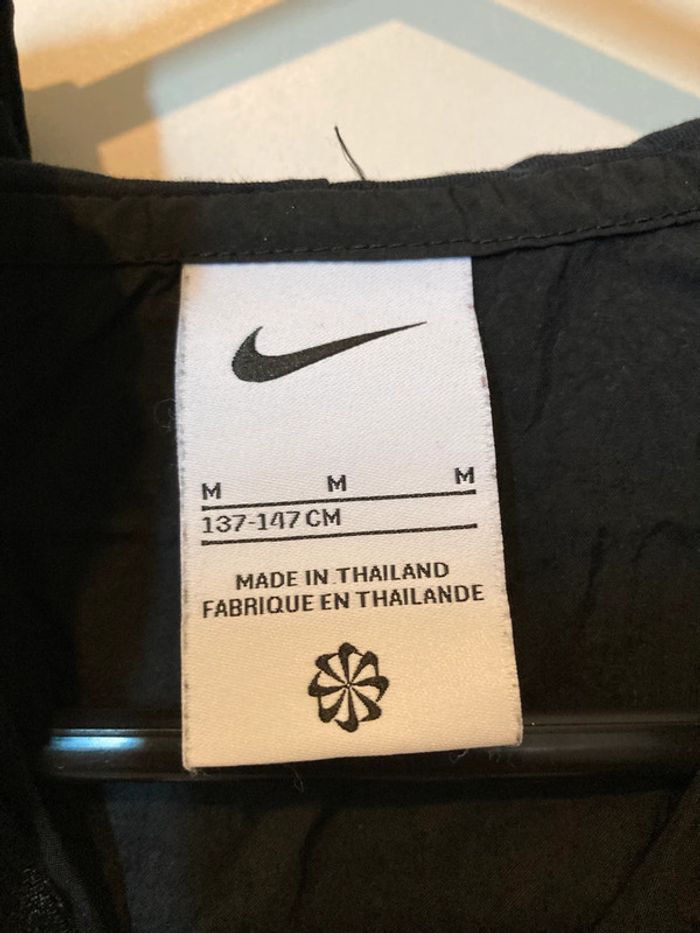 M M M
137-147 CM
MADE IN THAILAND
FABRIQUE EN THAILANDE